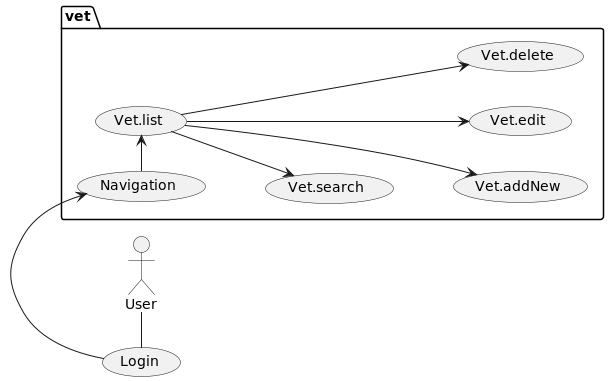 vet
Vet.delete
Vet.list
Vet.edit
Navigation
Vet.search
Vet.addNew
User
Login